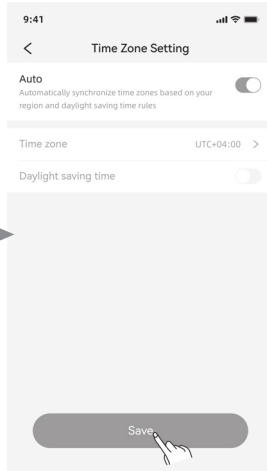 9:41
Time Zone Setting
Auto
Automatically synchronize time zones based on your
region and daylight saving time rules
Time zone UTC+04:00
Daylight saving time
Save